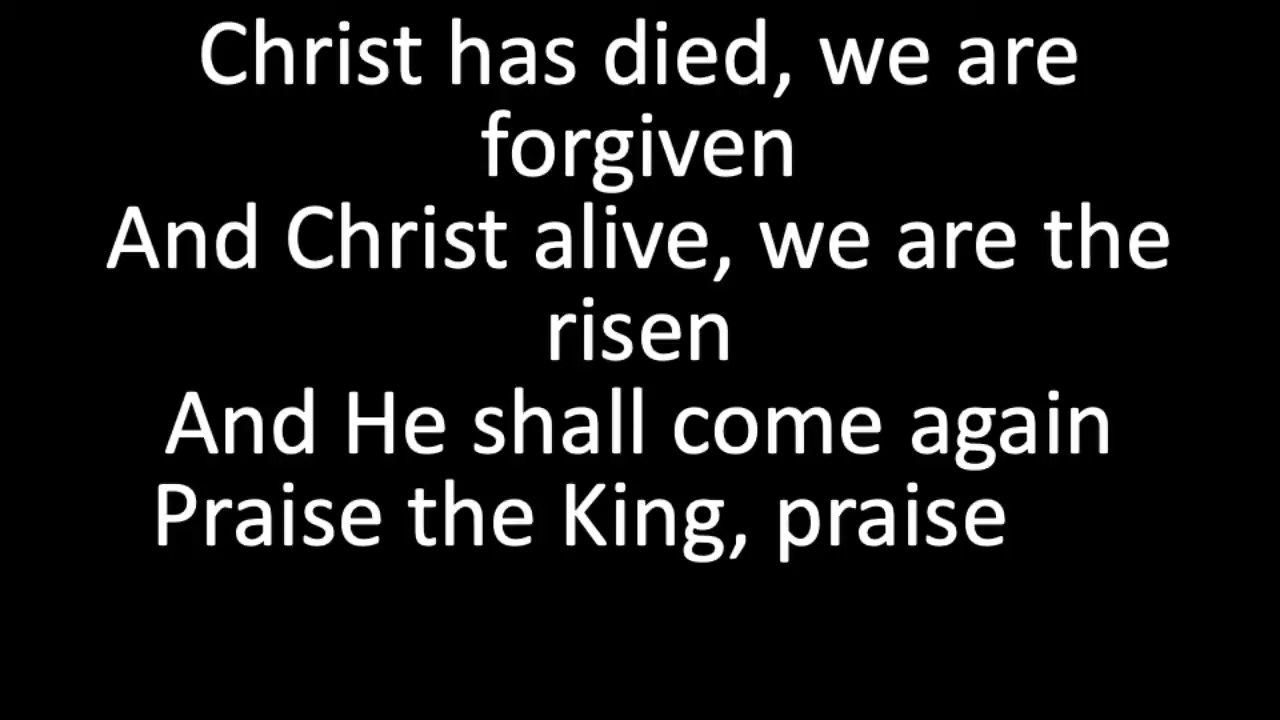 Christ has died, we are
forgiven
And Christ alive, we are the
risen
And He shall come again
Praise the King, praise